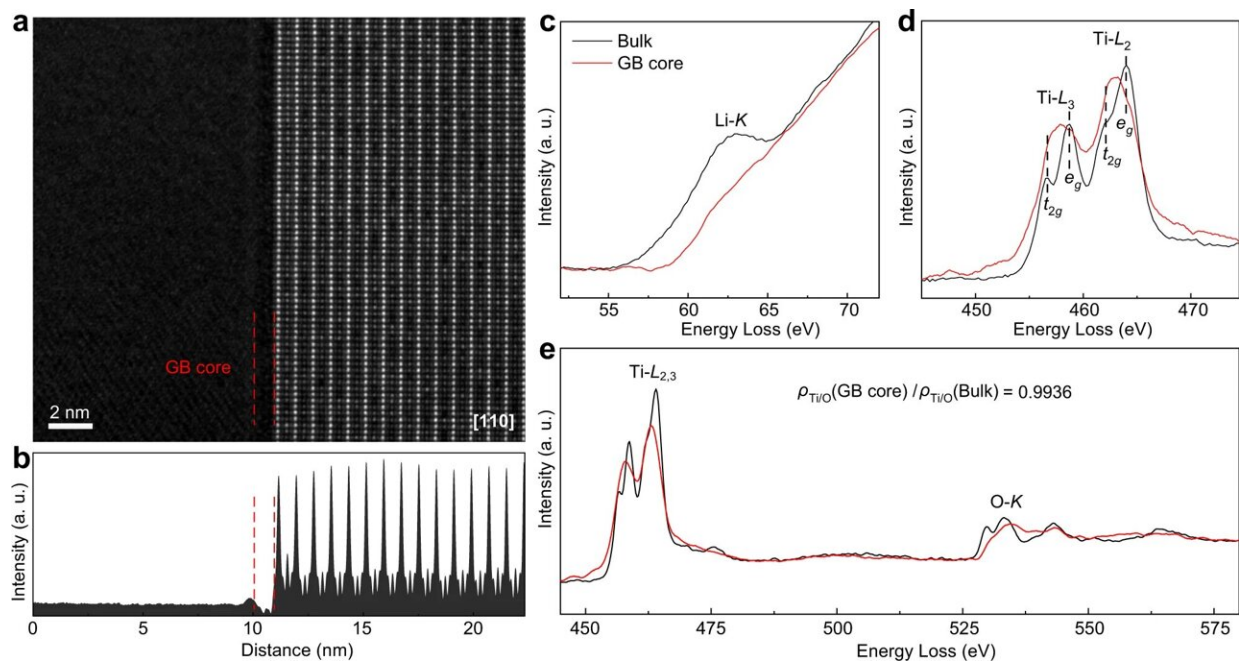 a
GB core
2 nm
[110]
b
Intensity (a. u.)
0
5
10
15
20
Distance (nm)
c
Bulk
GB core
Li-K
Intensity (a. u.)
55
60
65
70
Energy Loss (eV)
d
Ti-L2
Ti-L3
eg
t2g
eg
t2g
Intensity (a. u.)
450
460
470
Energy Loss (eV)
e
Ti-L2,3
ρTi/O(GB core) / ρTi/O(Bulk) = 0.9936
O-K
Intensity (a. u.)
450
475
500
525
550
575
Energy Loss (eV)